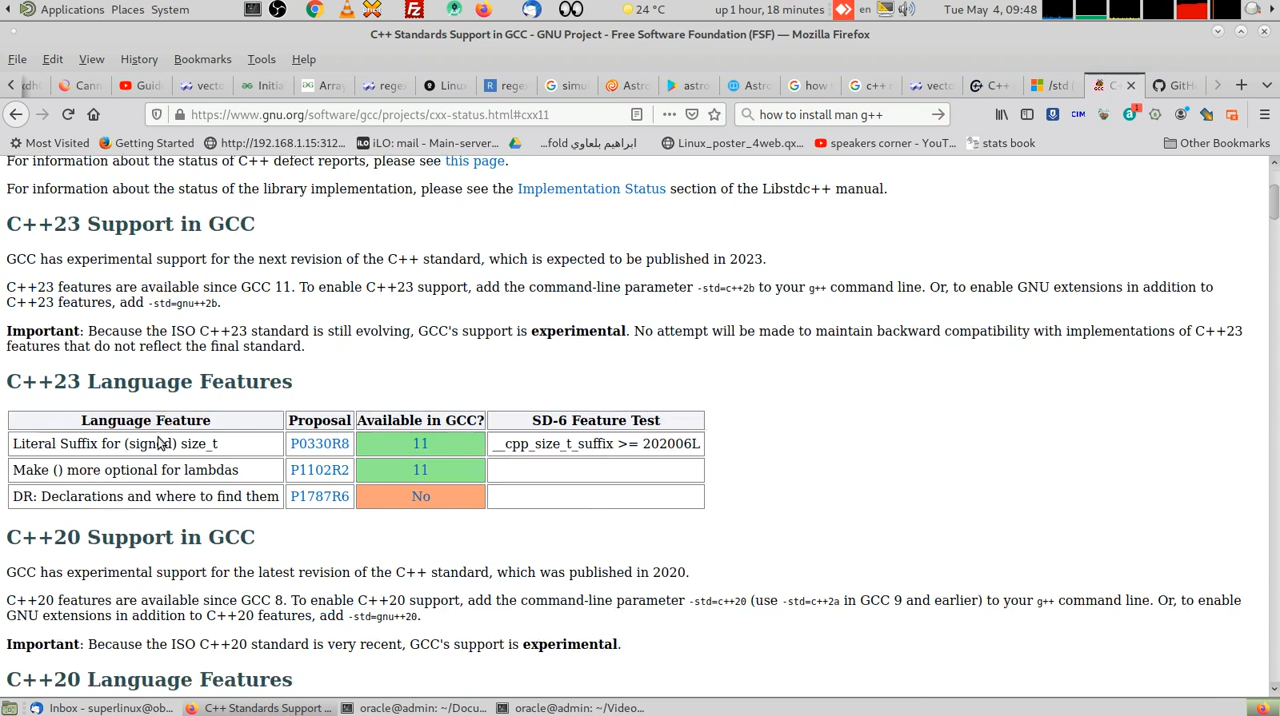 Applications Places System 24 °C up 1 hour, 18 minutes en Tue May 4, 09:48
C++ Standards Support in GCC - GNU Project - Free Software Foundation (FSF) — Mozilla Firefox
File Edit View History Bookmarks Tools Help
Cann Guid vecto Initia Array rege Linu rege simu Astro astro Astro how c++ r vecto C++ /std ( C+ GitH
https://www.gnu.org/software/gcc/projects/cxx-status.html#cxx11 how to install man g++ CIM 1
Most Visited Getting Started http://192.168.15:312... iLO: mail - Main-server... ...fold ابراهيم بلعاوي Linux_poster_4web.qx... speakers corner - YouT... stats book Other Bookmarks
For information about the status of C++ defect reports, please see this page.
For information about the status of the library implementation, please see the Implementation Status section of the Libstdc++ manual.
C++23 Support in GCC
GCC has experimental support for the next revision of the C++ standard, which is expected to be published in 2023.
C++23 features are available since GCC 11. To enable C++23 support, add the command-line parameter -std=c++2b to your g++ command line. Or, to enable GNU extensions in addition to
C++23 features, add -std=gnu++2b.
Important: Because the ISO C++23 standard is still evolving, GCC's support is experimental. No attempt will be made to maintain backward compatibility with implementations of C++23
features that do not reflect the final standard.
C++23 Language Features
Language Feature Proposal Available in GCC? SD-6 Feature Test
Literal Suffix for (signed) size_t P0330R8 11 __cpp_size_t_suffix >= 202006L
Make () more optional for lambdas P1102R2 11
DR: Declarations and where to find them P1787R6 No
C++20 Support in GCC
GCC has experimental support for the latest revision of the C++ standard, which was published in 2020.
C++20 features are available since GCC 8. To enable C++20 support, add the command-line parameter -std=c++20 (use -std=c++2a in GCC 9 and earlier) to your g++ command line. Or, to enable
GNU extensions in addition to C++20 features, add -std=gnu++20.
Important: Because the ISO C++20 standard is very recent, GCC's support is experimental.
C++20 Language Features
Inbox - superlinux@ob... C++ Standards Support ... oracle@admin: ~/Docu... oracle@admin: ~/Video...